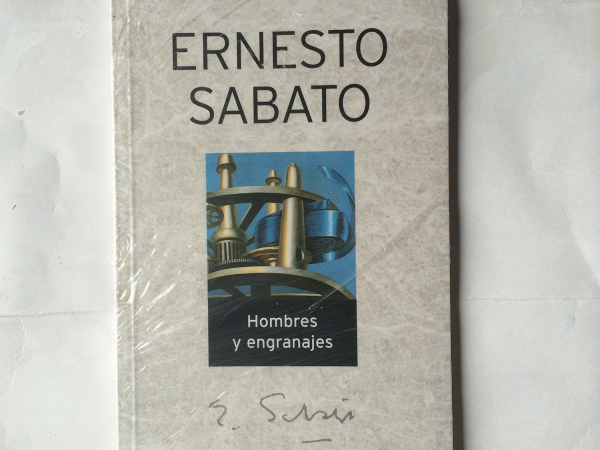 ERNESTO
SABATO
Hombres
y engranajes